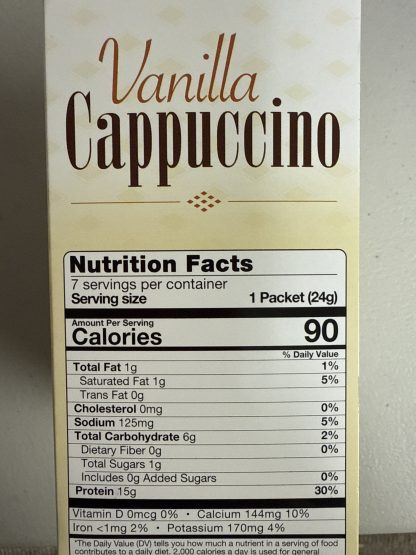 Vanilla
Cappuccino
Nutrition Facts
7 servings per container
Serving size 1 Packet (24g)
Amount Per Serving
Calories 90
% Daily Value
Total Fat 1g 1%
Saturated Fat 1g 5%
Trans Fat 0g
Cholesterol 0mg 0%
Sodium 125mg 5%
Total Carbohydrate 6g 2%
Dietary Fiber 0g 0%
Total Sugars 1g
Includes 0g Added Sugars 0%
Protein 15g 30%
Vitamin D 0mcg 0% • Calcium 144mg 10%
Iron <1mg 2% • Potassium 170mg 4%
*The Daily Value (DV) tells you how much a nutrient in a serving of food
contributes to a daily diet. 2,000 calories a day is used for general